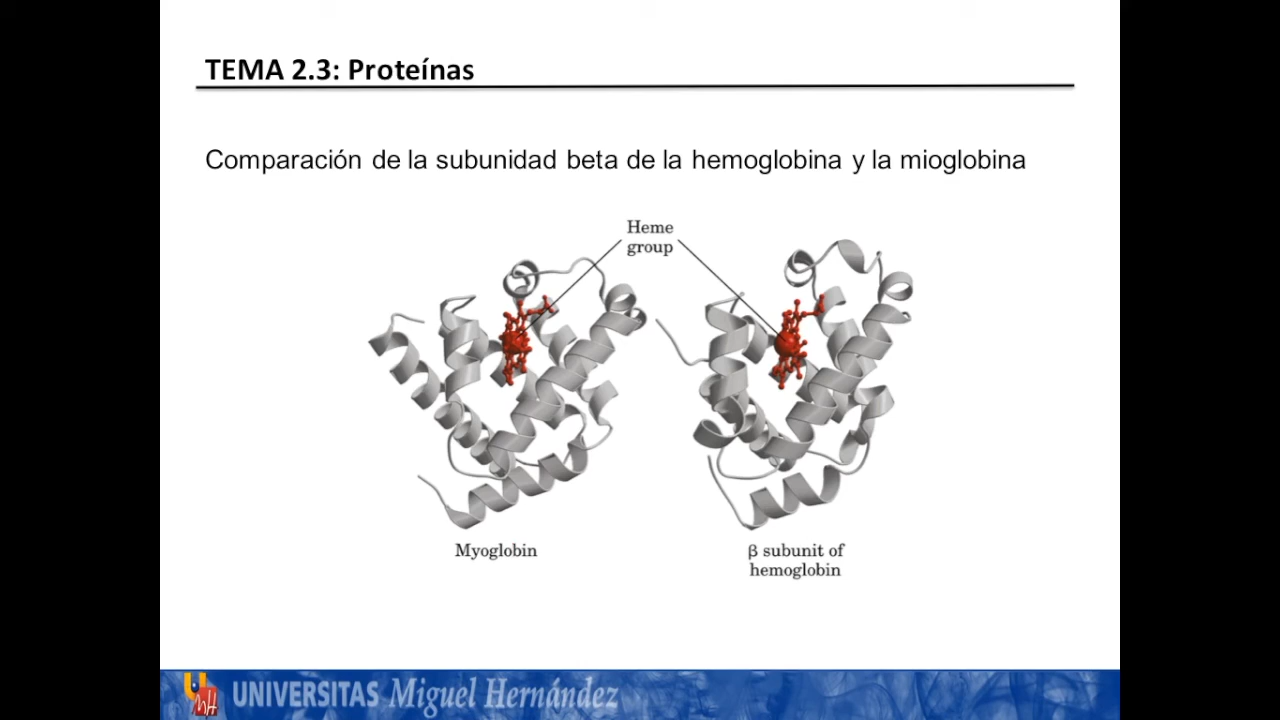 TEMA 2.3: Proteínas
Comparación de la subunidad beta de la hemoglobina y la mioglobina
Heme
group
Myoglobin
β subunit of
hemoglobin
UNIVERSITAS Miguel Hernández